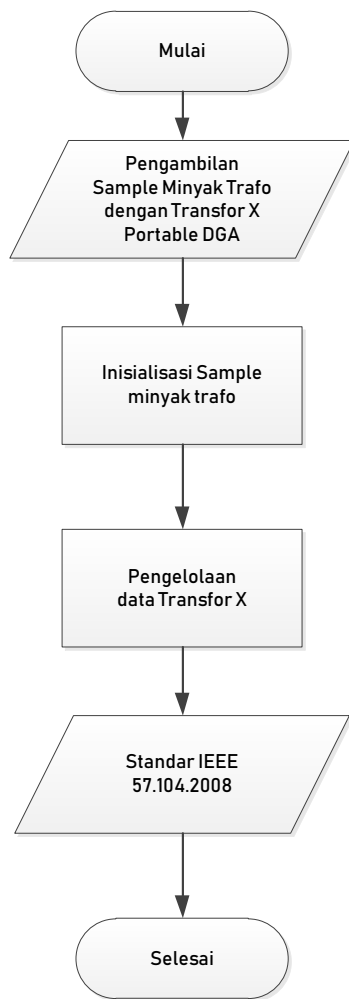 Mulai
Pengambilan
Sample Minyak Trafo
dengan Transfor X
Portable DGA
Inisialisasi Sample
minyak trafo
Pengelolaan
data Transfor X
Standar IEEE
57.104.2008
Selesai